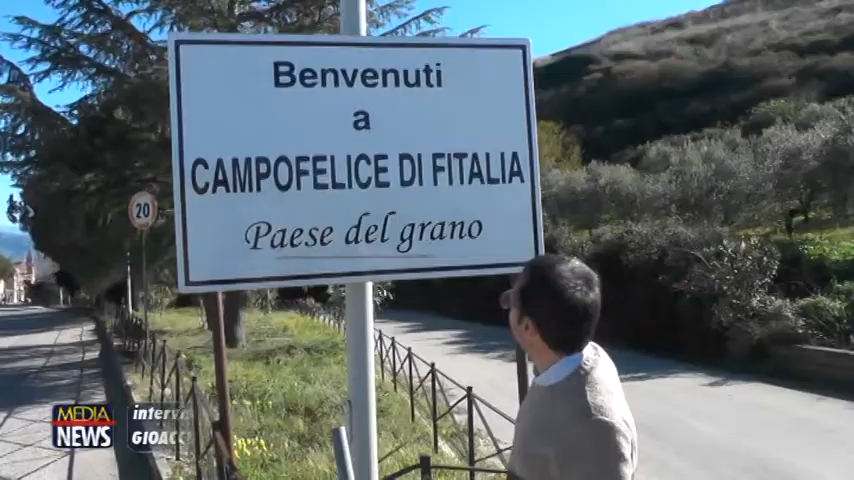 Benvenuti
a
CAMPOFELICE DI FITALIA
Paese del grano
20
MEDIA
NEWS
interv
GIOACC